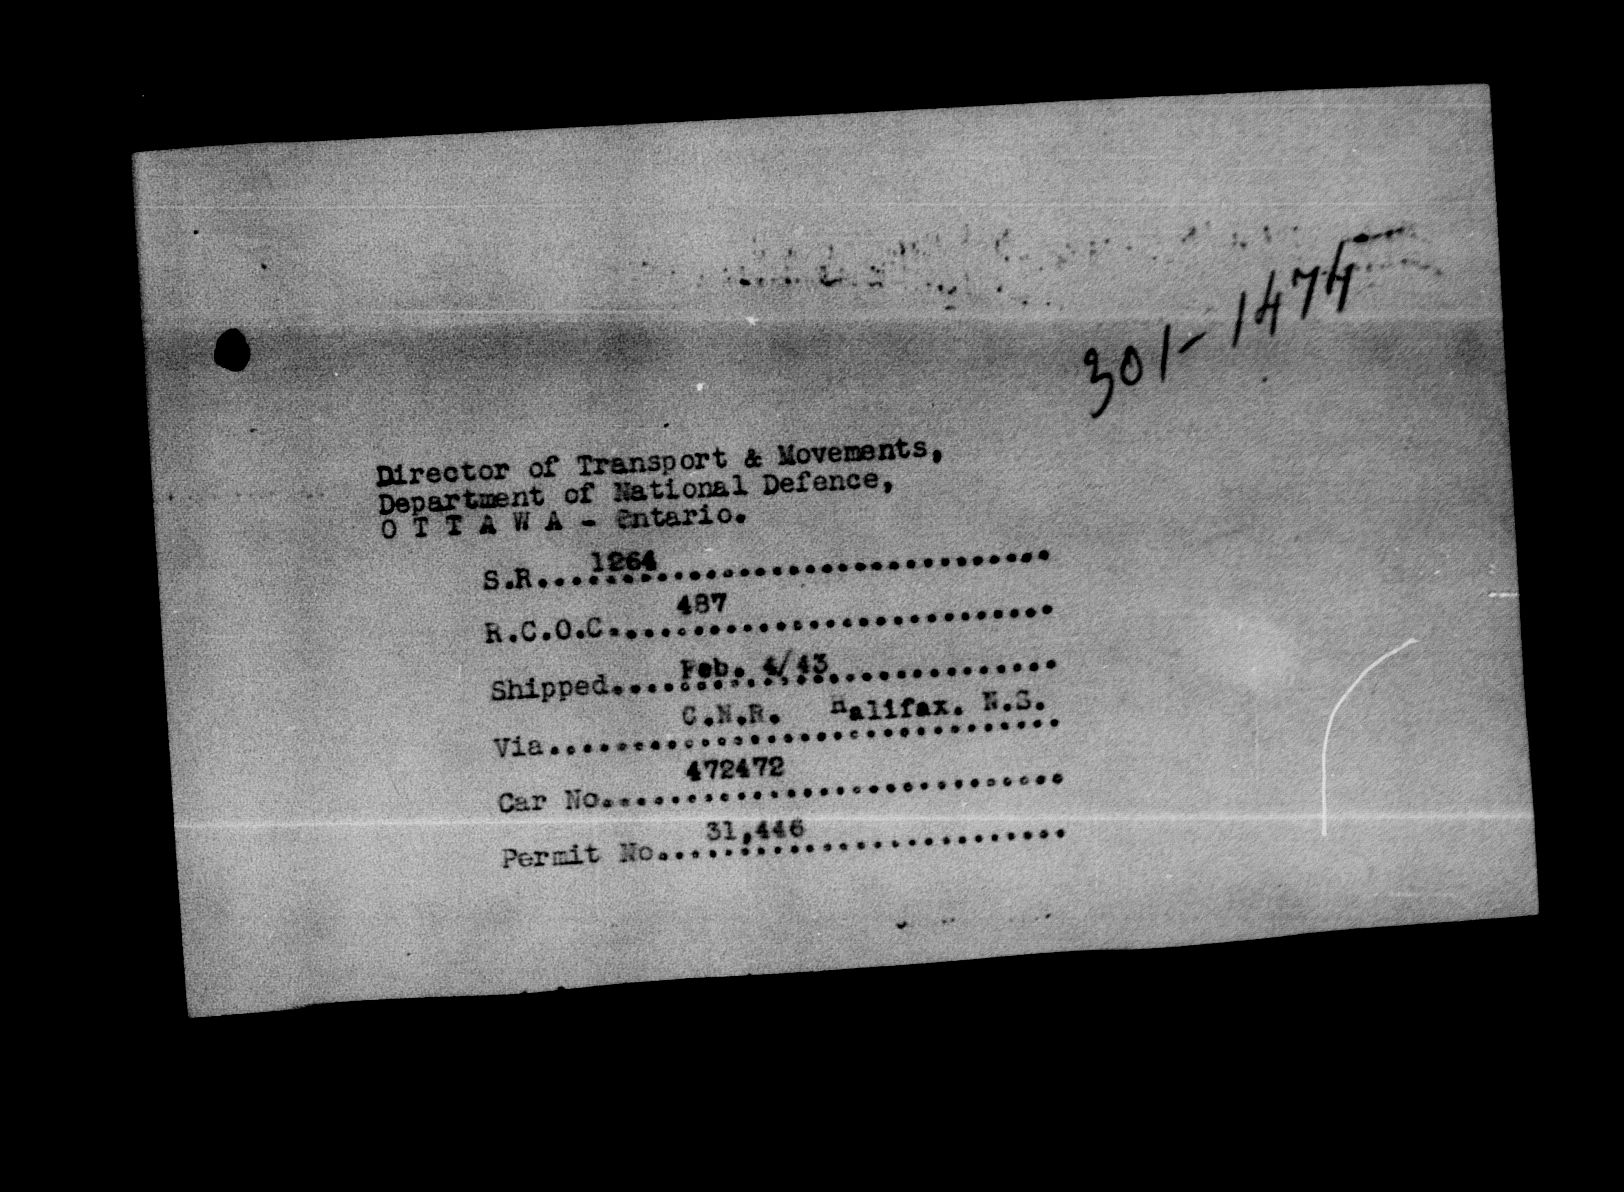 301-1474
Director of Transport & Movements,
Department of National Defence,
O T T A W A - Ontario.
S.R....1264........................
R.C.O.C....487........................
Shipped....Feb. 4/43..............
Via....C.N.R. Halifax. N.S.
Car No....472472..................
Permit No...31,446................